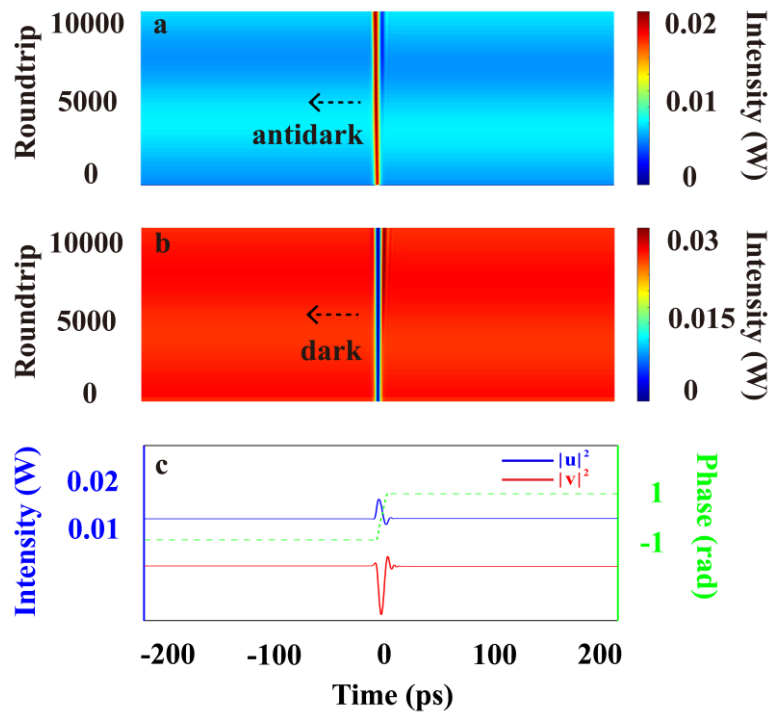 a
Roundtrip
10000
5000
0
antidark
0.02
0.01
0
Intensity (W)
b
Roundtrip
10000
5000
0
dark
0.03
0.015
0
Intensity (W)
c
Intensity (W)
0.02
0.01
|u|²
|v|²
1
-1
Phase (rad)
-200 -100 0 100 200
Time (ps)